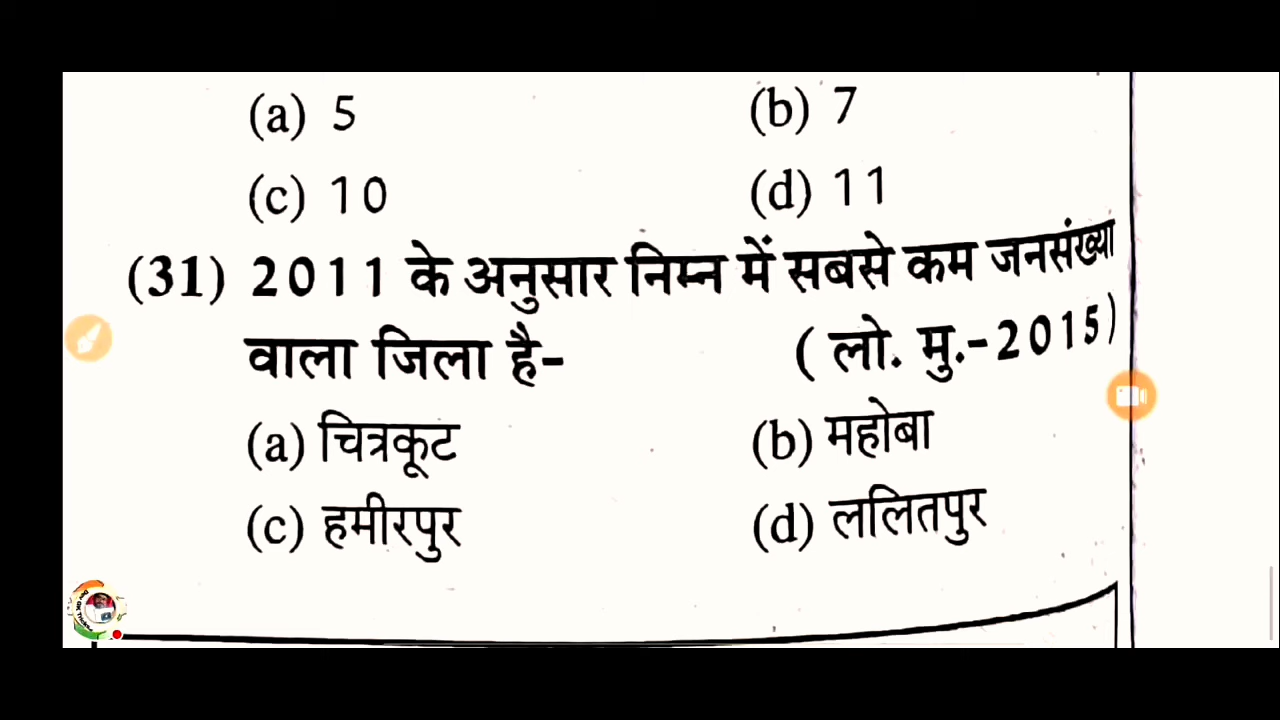 (a) 5 (b) 7
(c) 10 (d) 11
(31) 2011 के अनुसार निम्न में सबसे कम जनसंख्या
वाला जिला है- ( लो. मु.-2015)
(a) चित्रकूट (b) महोबा
(c) हमीरपुर (d) ललितपुर